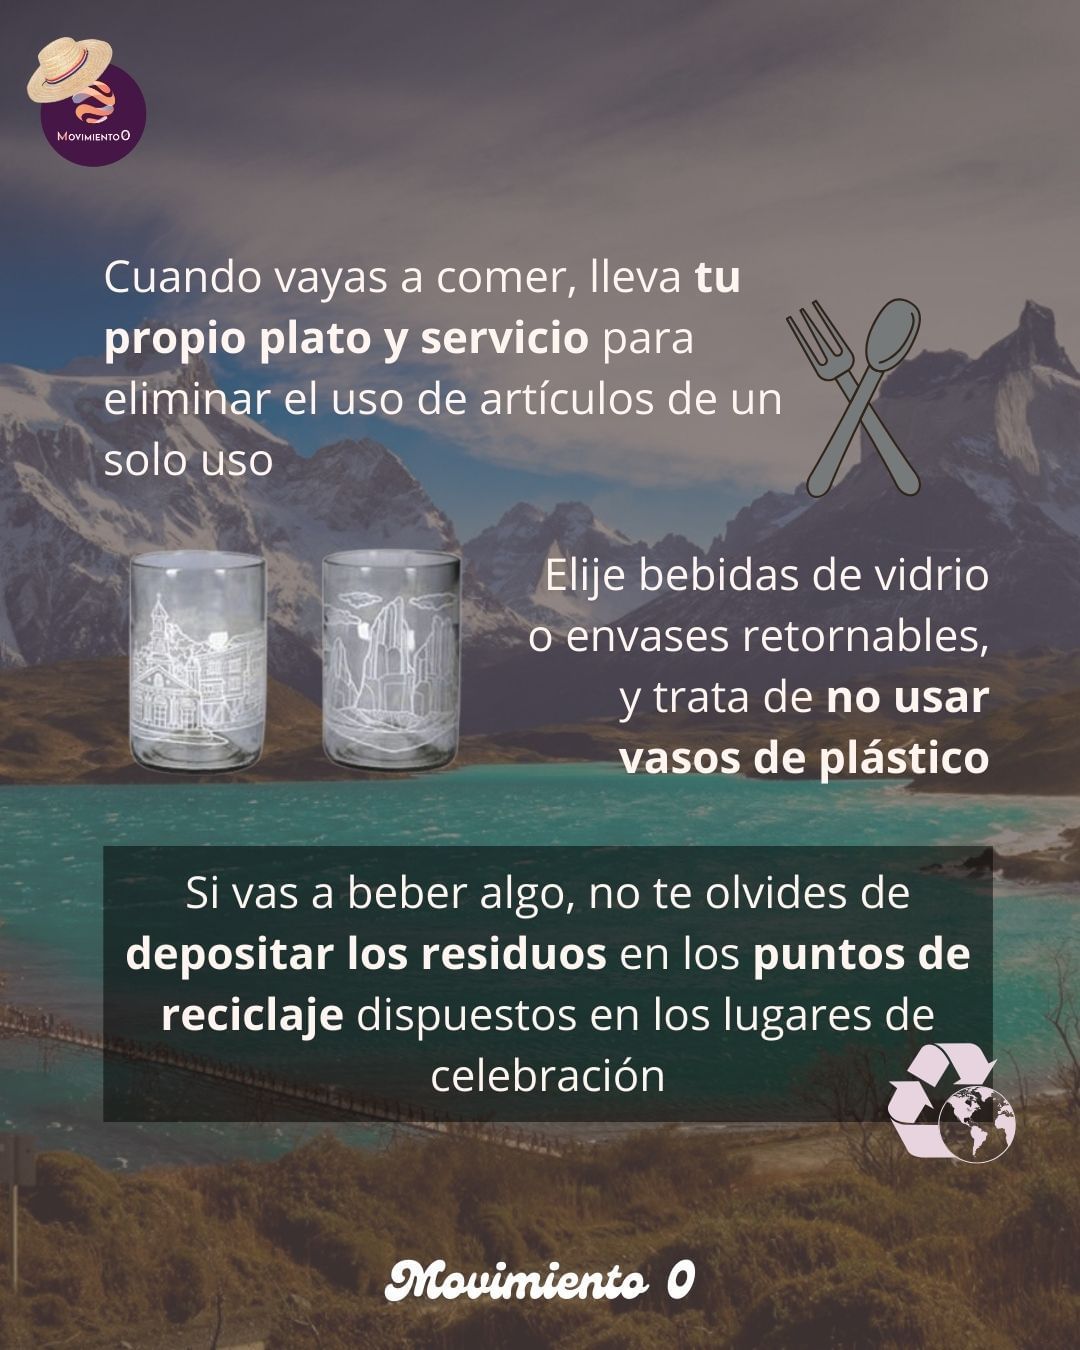 MOVIMIENTO 0
Cuando vayas a comer, lleva tu
propio plato y servicio para
eliminar el uso de artículos de un
solo uso
Elije bebidas de vidrio
o envases retornables,
y trata de no usar
vasos de plástico
Si vas a beber algo, no te olvides de
depositar los residuos en los puntos de
reciclaje dispuestos en los lugares de
celebración
Movimiento 0